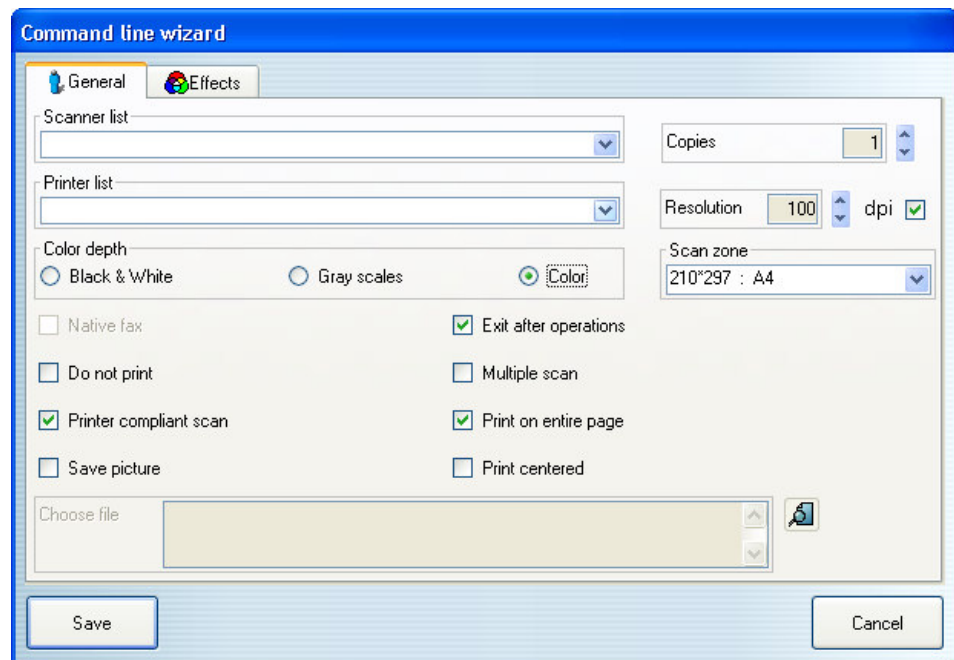 Command line wizard
General Effects
Scanner list
Copies 1
Printer list
Resolution 100 dpi
Color depth
Black & White Gray scales Color
Scan zone
210*297 : A4
Native fax Exit after operations
Do not print Multiple scan
Printer compliant scan Print on entire page
Save picture Print centered
Choose file
Save Cancel